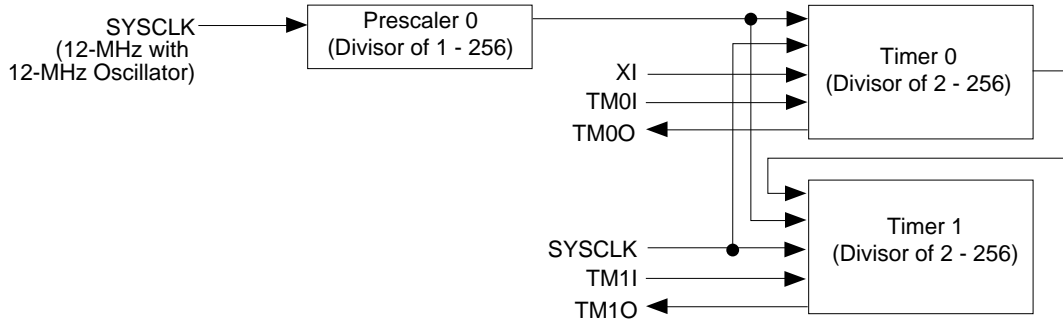 SYSCLK
(12-MHz with
12-MHz Oscillator)
Prescaler 0
(Divisor of 1 - 256)
XI
TM0I
TM0O
Timer 0
(Divisor of 2 - 256)
SYSCLK
TM1I
TM1O
Timer 1
(Divisor of 2 - 256)